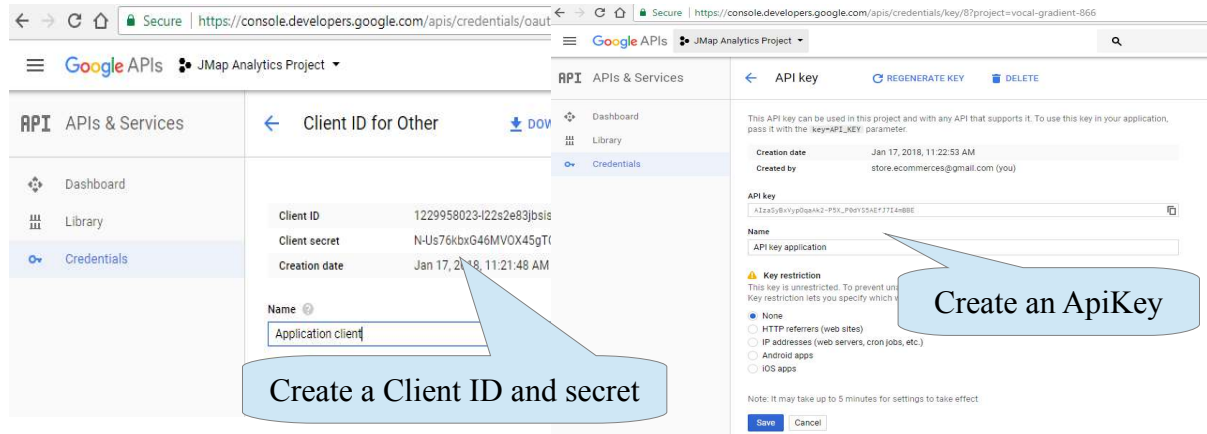 Secure https://console.developers.google.com/apis/credentials/oaut
Google APIs JMap Analytics Project
API APIs & Services
Client ID for Other
Dashboard
Library
Credentials
Client ID
Client secret
Creation date Jan 17, 2018, 11:21:48 AM
Name
Application client
Create a Client ID and secret
Secure https://console.developers.google.com/apis/credentials/key/8?project=vocal-gradient-866
Google APIs JMap Analytics Project
API APIs & Services
API key REGENERATE KEY DELETE
Dashboard
Library
Credentials
This API key can be used in this project and with any API that supports it. To use this key in your application,
pass it with the key=API_KEY parameter.
Creation date Jan 17, 2018, 11:22:53 AM
Created by store.ecommerces@gmail.com (you)
API key
Name
API key application
Key restriction
This key is unrestricted. To prevent
Key restriction lets you specify which
None
HTTP referrers (web sites)
IP addresses (web servers, cron jobs, etc.)
Android apps
iOS apps
Note: It may take up to 5 minutes for settings to take effect
Save Cancel
Create an ApiKey